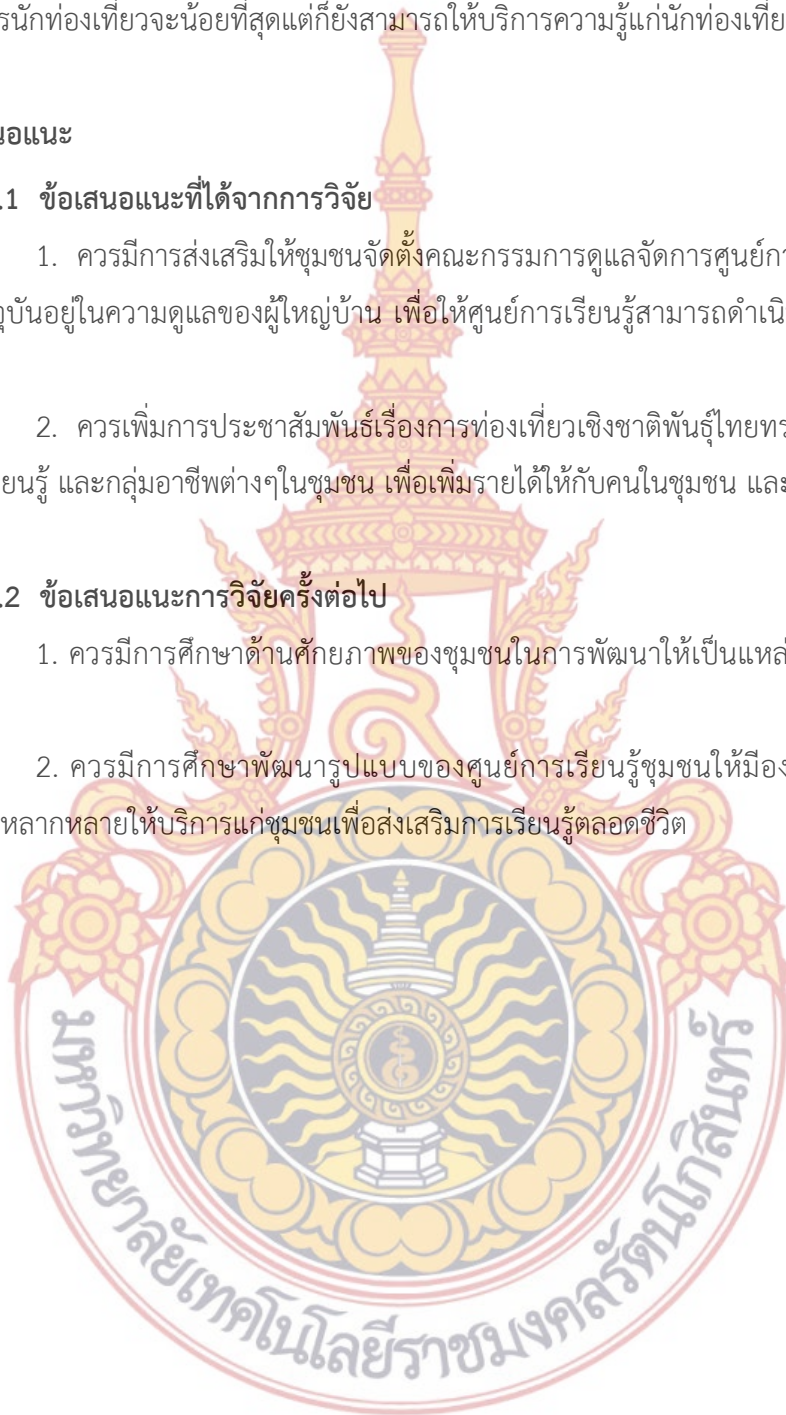 รนักท่องเที่ยวจะน้อยที่สุดแต่ก็ยังสามารถให้บริการความรู้แก่นักท่องเที่ย
นอแนะ
.1 ข้อเสนอแนะที่ได้จากการวิจัย
1. ควรมีการส่งเสริมให้ชุมชนจัดตั้งคณะกรรมการดูแลจัดการศูนย์กา
จุบันอยู่ในความดูแลของผู้ใหญ่บ้าน เพื่อให้ศูนย์การเรียนรู้สามารถดำเนิ
2. ควรเพิ่มการประชาสัมพันธ์เรื่องการท่องเที่ยวเชิงชาติพันธุ์ไทยทร
ยนรู้ และกลุ่มอาชีพต่างๆในชุมชน เพื่อเพิ่มรายได้ให้กับคนในชุมชน และ
.2 ข้อเสนอแนะการวิจัยครั้งต่อไป
1. ควรมีการศึกษาด้านศักยภาพของชุมชนในการพัฒนาให้เป็นแหล่
2. ควรมีการศึกษาพัฒนารูปแบบของศูนย์การเรียนรู้ชุมชนให้มีอง
หลากหลายให้บริการแก่ชุมชนเพื่อส่งเสริมการเรียนรู้ตลอดชีวิต
มหาวิทยาลัยเทคโนโลยีราชมงคลรัตนโกสินทร์